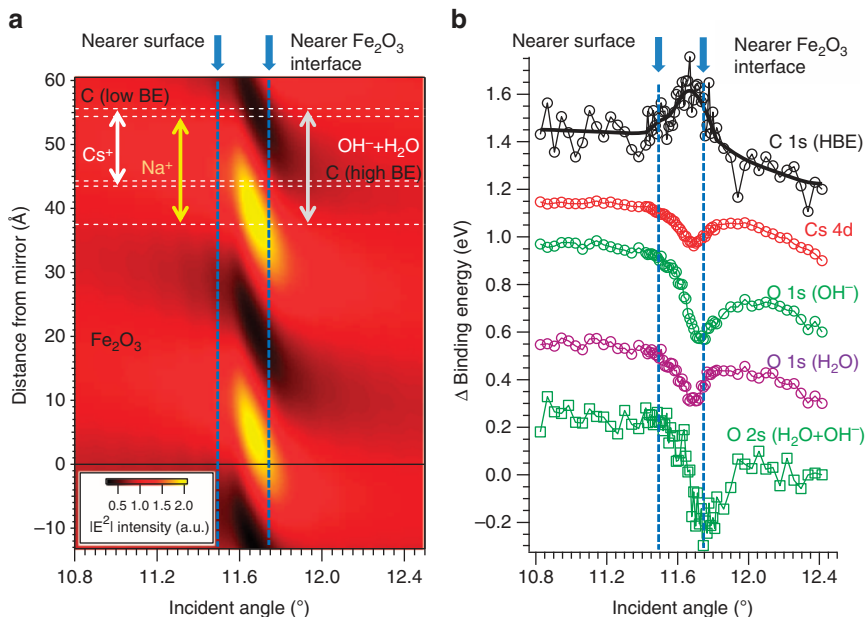 a
Nearer surface
Nearer Fe₂O₃
interface
60
50
40
30
20
10
0
−10
Distance from mirror (Å)
C (low BE)
Cs⁺
Na⁺
OH⁻+H₂O
C (high BE)
Fe₂O₃
0.5 1.0 1.5 2.0
|E²| intensity (a.u.)
10.8 11.2 11.6 12.0 12.4
Incident angle (°)
b
Nearer surface
Nearer Fe₂O₃
interface
1.6
1.4
1.2
1.0
0.8
0.6
0.4
0.2
0.0
−0.2
Δ Binding energy (eV)
C 1s (HBE)
Cs 4d
O 1s (OH⁻)
O 1s (H₂O)
O 2s (H₂O+OH⁻)
10.8 11.2 11.6 12.0 12.4
Incident angle (°)